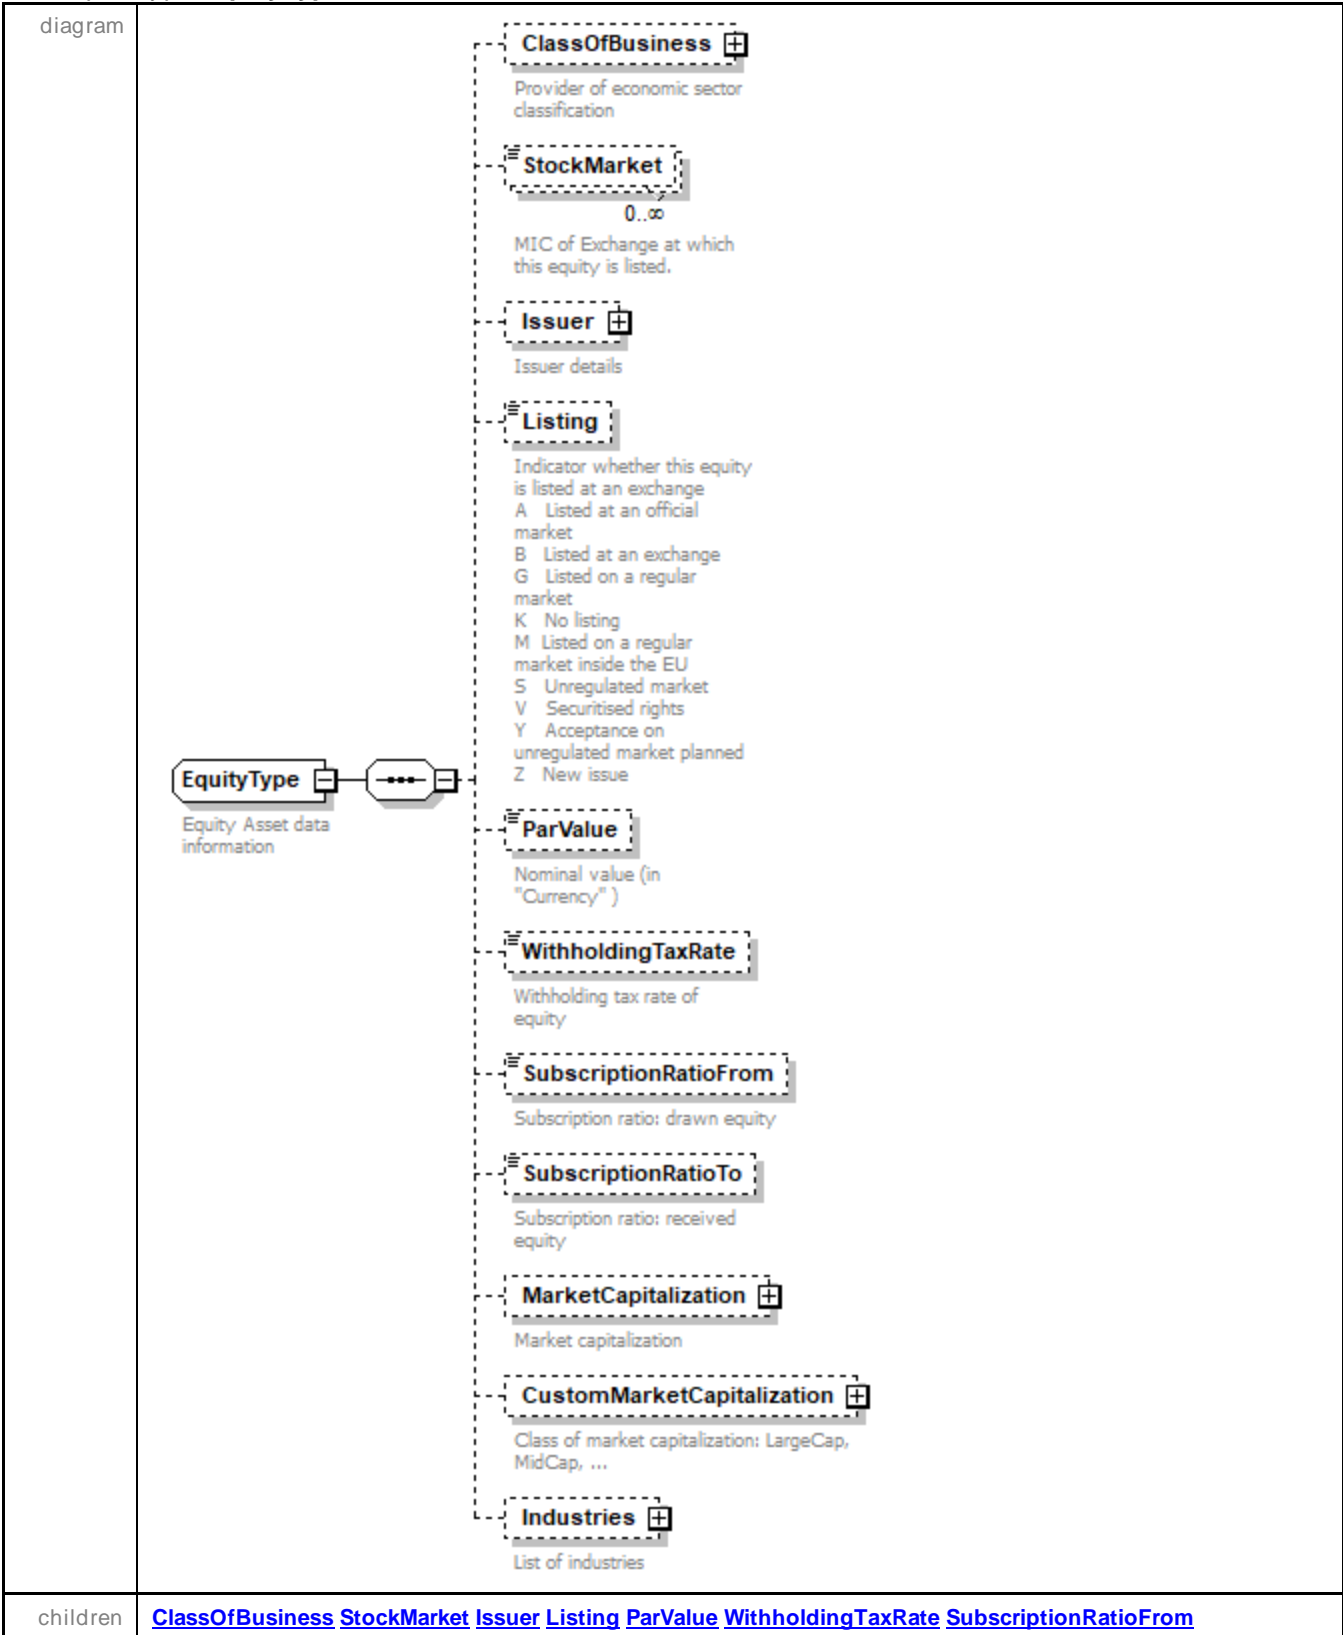 diagram
ClassOfBusiness
Provider of economic sector
classification
StockMarket
0..∞
MIC of Exchange at which
this equity is listed.
Issuer
Issuer details
Listing
Indicator whether this equity
is listed at an exchange
A Listed at an official
market
B Listed at an exchange
G Listed on a regular
market
K No listing
M Listed on a regular
market inside the EU
S Unregulated market
V Securitised rights
Y Acceptance on
unregulated market planned
Z New issue
EquityType
Equity Asset data
information
ParValue
Nominal value (in
"Currency" )
WithholdingTaxRate
Withholding tax rate of
equity
SubscriptionRatioFrom
Subscription ratio: drawn equity
SubscriptionRatioTo
Subscription ratio: received
equity
MarketCapitalization
Market capitalization
CustomMarketCapitalization
Class of market capitalization: LargeCap,
MidCap, ...
Industries
List of industries
children ClassOfBusiness StockMarket Issuer Listing ParValue WithholdingTaxRate SubscriptionRatioFrom